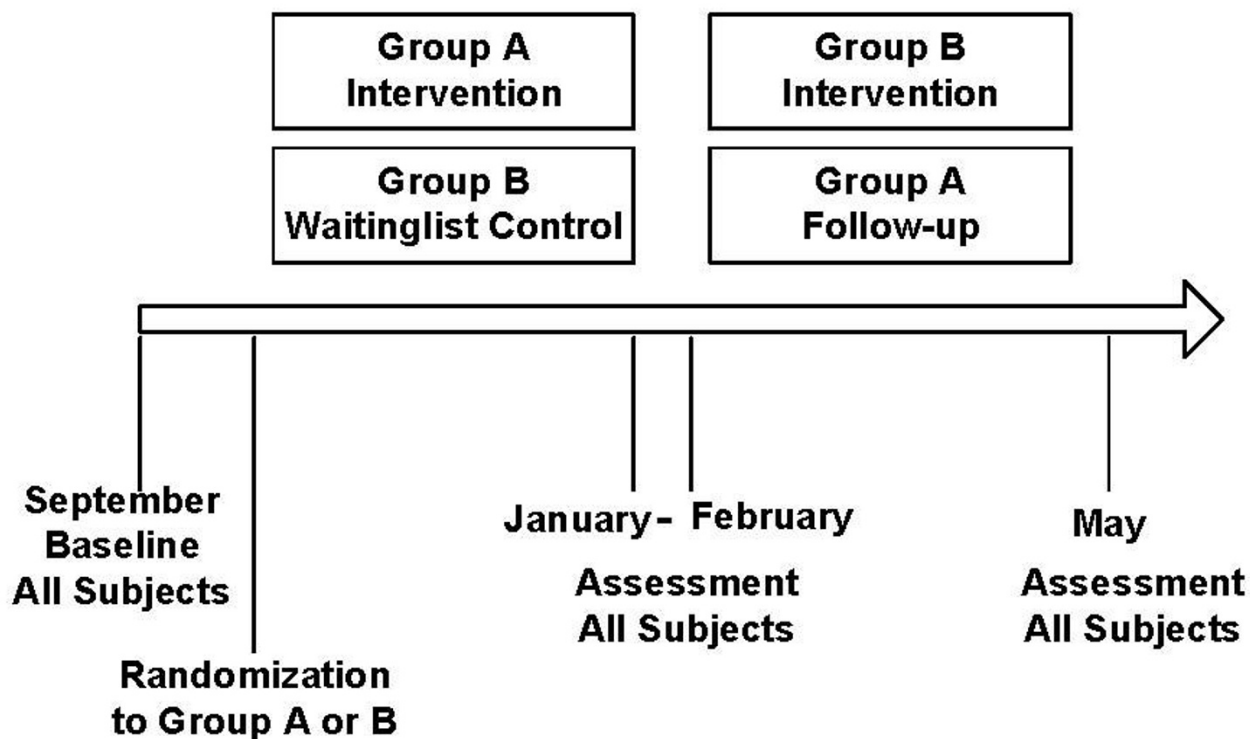 Group A
Intervention
Group B
Intervention
Group B
Waitinglist Control
Group A
Follow-up
September
Baseline
All Subjects
Randomization
to Group A or B
January - February
Assessment
All Subjects
May
Assessment
All Subjects